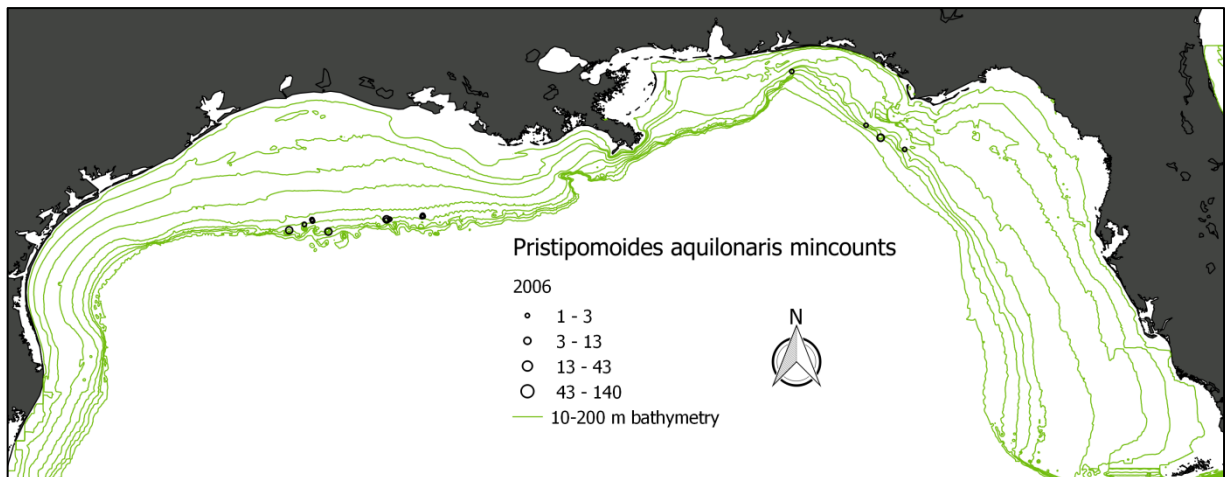 Pristipomoides aquilonaris mincounts
2006
1 - 3
3 - 13
13 - 43
43 - 140
10-200 m bathymetry
N